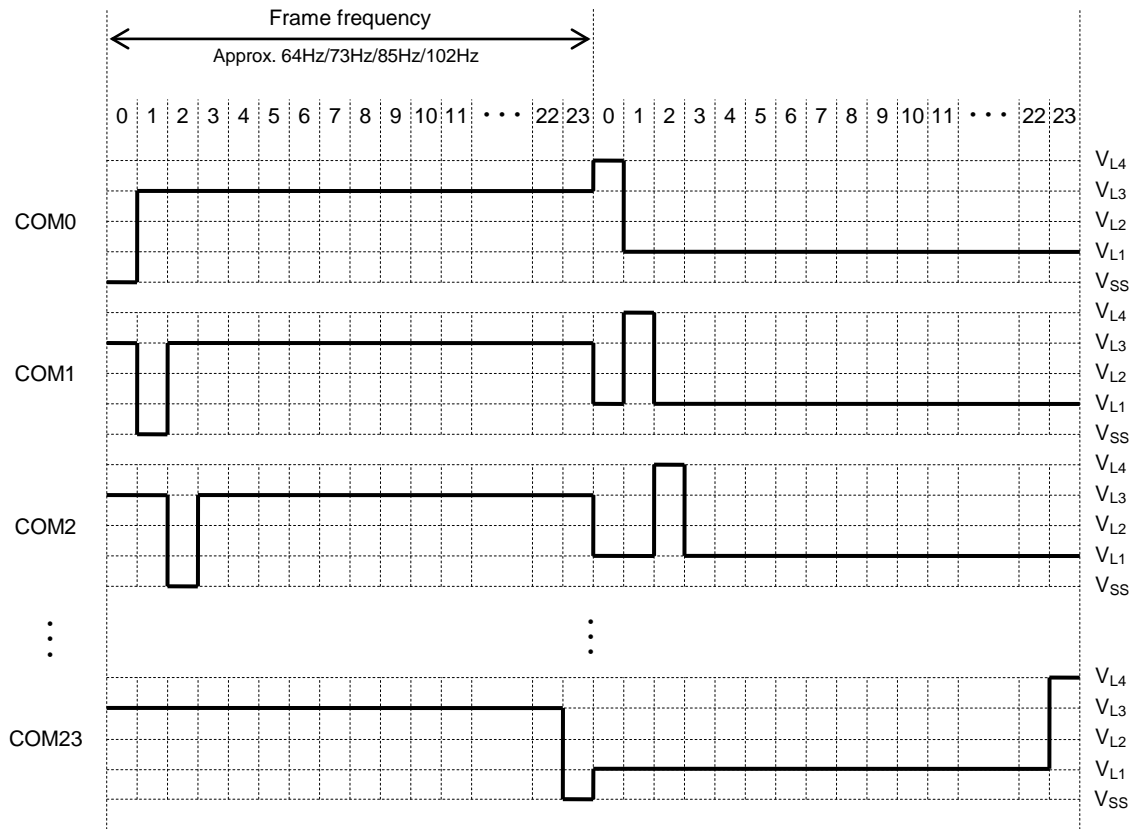 Frame frequency
Approx. 64Hz/73Hz/85Hz/102Hz
0 1 2 3 4 5 6 7 8 9 10 11 ··· 22 23 0 1 2 3 4 5 6 7 8 9 10 11 ··· 22 23
VL4
VL3
COM0 VL2
VL1
VSS
VL4
VL3
COM1 VL2
VL1
VSS
VL4
VL3
COM2 VL2
VL1
VSS
VL4
VL3
COM23 VL2
VL1
VSS